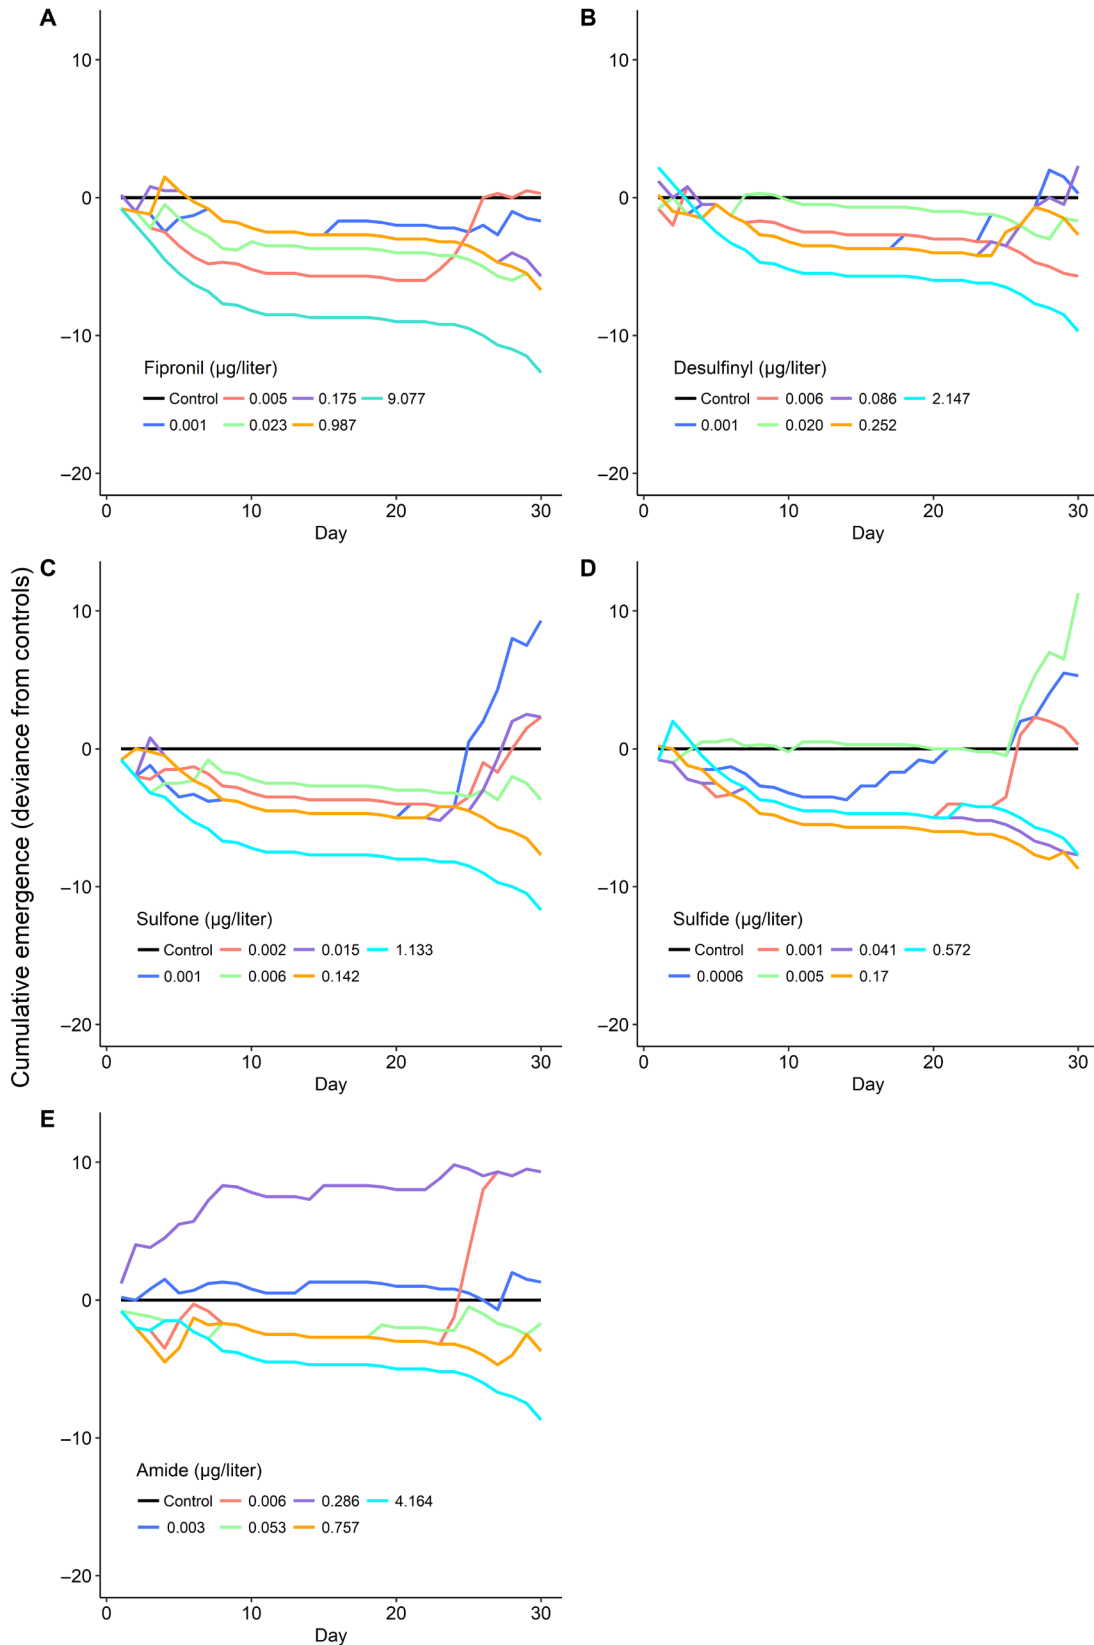 A
10
0
–10
–20
Fipronil (µg/liter)
Control 0.005 0.175 9.077
0.001 0.023 0.987
0 10 20 30
Day
B
10
0
–10
–20
Desulfinyl (µg/liter)
Control 0.006 0.086 2.147
0.001 0.020 0.252
0 10 20 30
Day
Cumulative emergence (deviance from controls)
C
10
0
–10
–20
Sulfone (µg/liter)
Control 0.002 0.015 1.133
0.001 0.006 0.142
0 10 20 30
Day
D
10
0
–10
–20
Sulfide (µg/liter)
Control 0.001 0.041 0.572
0.0006 0.005 0.17
0 10 20 30
Day
E
10
0
–10
–20
Amide (µg/liter)
Control 0.006 0.286 4.164
0.003 0.053 0.757
0 10 20 30
Day